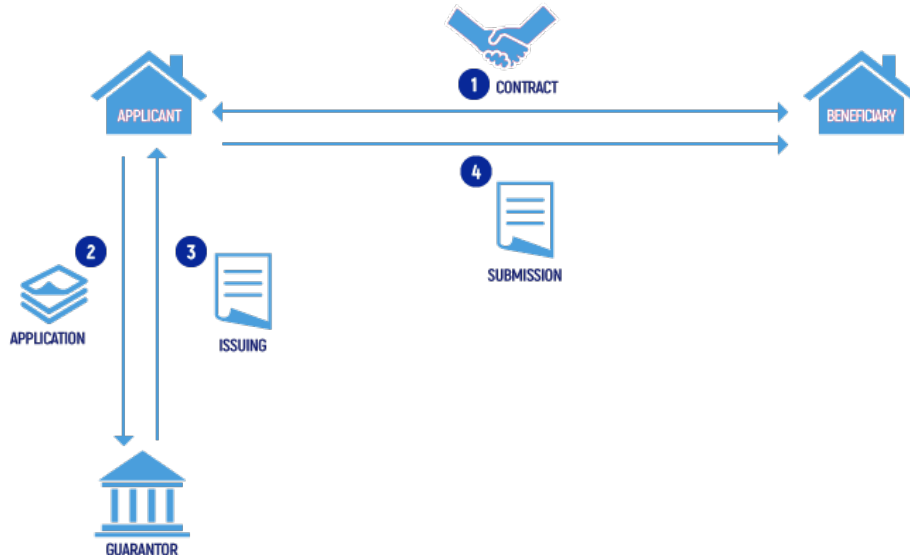 1 CONTRACT
APPLICANT
BENEFICIARY
4
SUBMISSION
2
3
APPLICATION
ISSUING
GUARANTOR